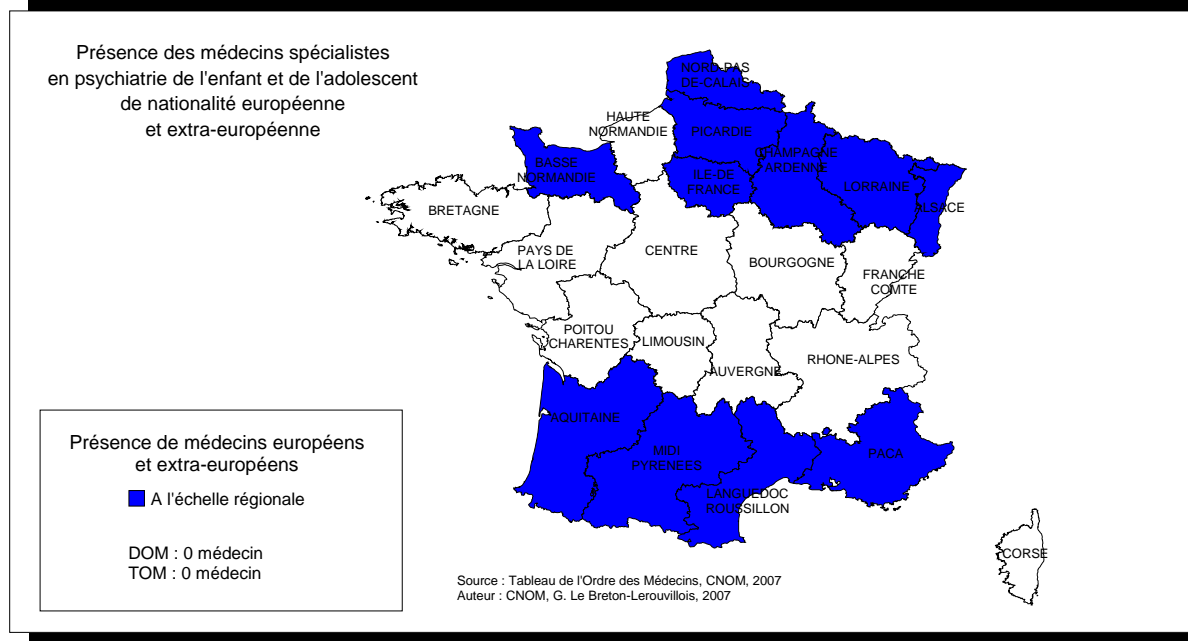 Présence des médecins spécialistes
en psychiatrie de l'enfant et de l'adolescent
de nationalité européenne
et extra-européenne
NORD-PAS
DE CALAIS
HAUTE
NORMANDIE
PICARDIE
CHAMPAGNE
ARDENNE
BASSE
NORMANDIE
ILE DE
FRANCE
LORRAINE
ALSACE
BRETAGNE
PAYS DE
LA LOIRE
CENTRE
BOURGOGNE
FRANCHE
COMTE
POITOU
CHARENTES
LIMOUSIN
AUVERGNE
RHONE-ALPES
AQUITAINE
MIDI
PYRENEES
LANGUEDOC
ROUSSILLON
PACA
CORSE
Présence de médecins européens
et extra-européens
A l'échelle régionale
DOM : 0 médecin
TOM : 0 médecin
Source : Tableau de l'Ordre des Médecins, CNOM, 2007
Auteur : CNOM, G. Le Breton-Lerouvillois, 2007